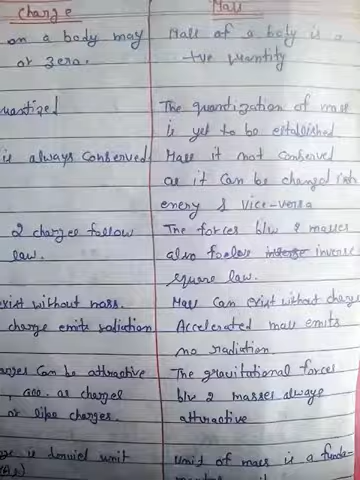 Charge
on a body may
or zero.
quantized
is always conserved
2 charges follow
law.
exist without mass.
charge emits radiation
can be attractive
as charges
or like charges.
is unit
Mass
Mass of a body is a
+ve quantity
The quantization of mass
is yet to be established
Mass it not conserved
as it can be changed into
enery & vice-versa
The forces b/w 2 masses
also follow inverse
square law.
Mass can exist without charge
Accelerated mass emits
no radiation.
The gravitational forces
b/w 2 masses always
attractive
Unit of mass is a funda-